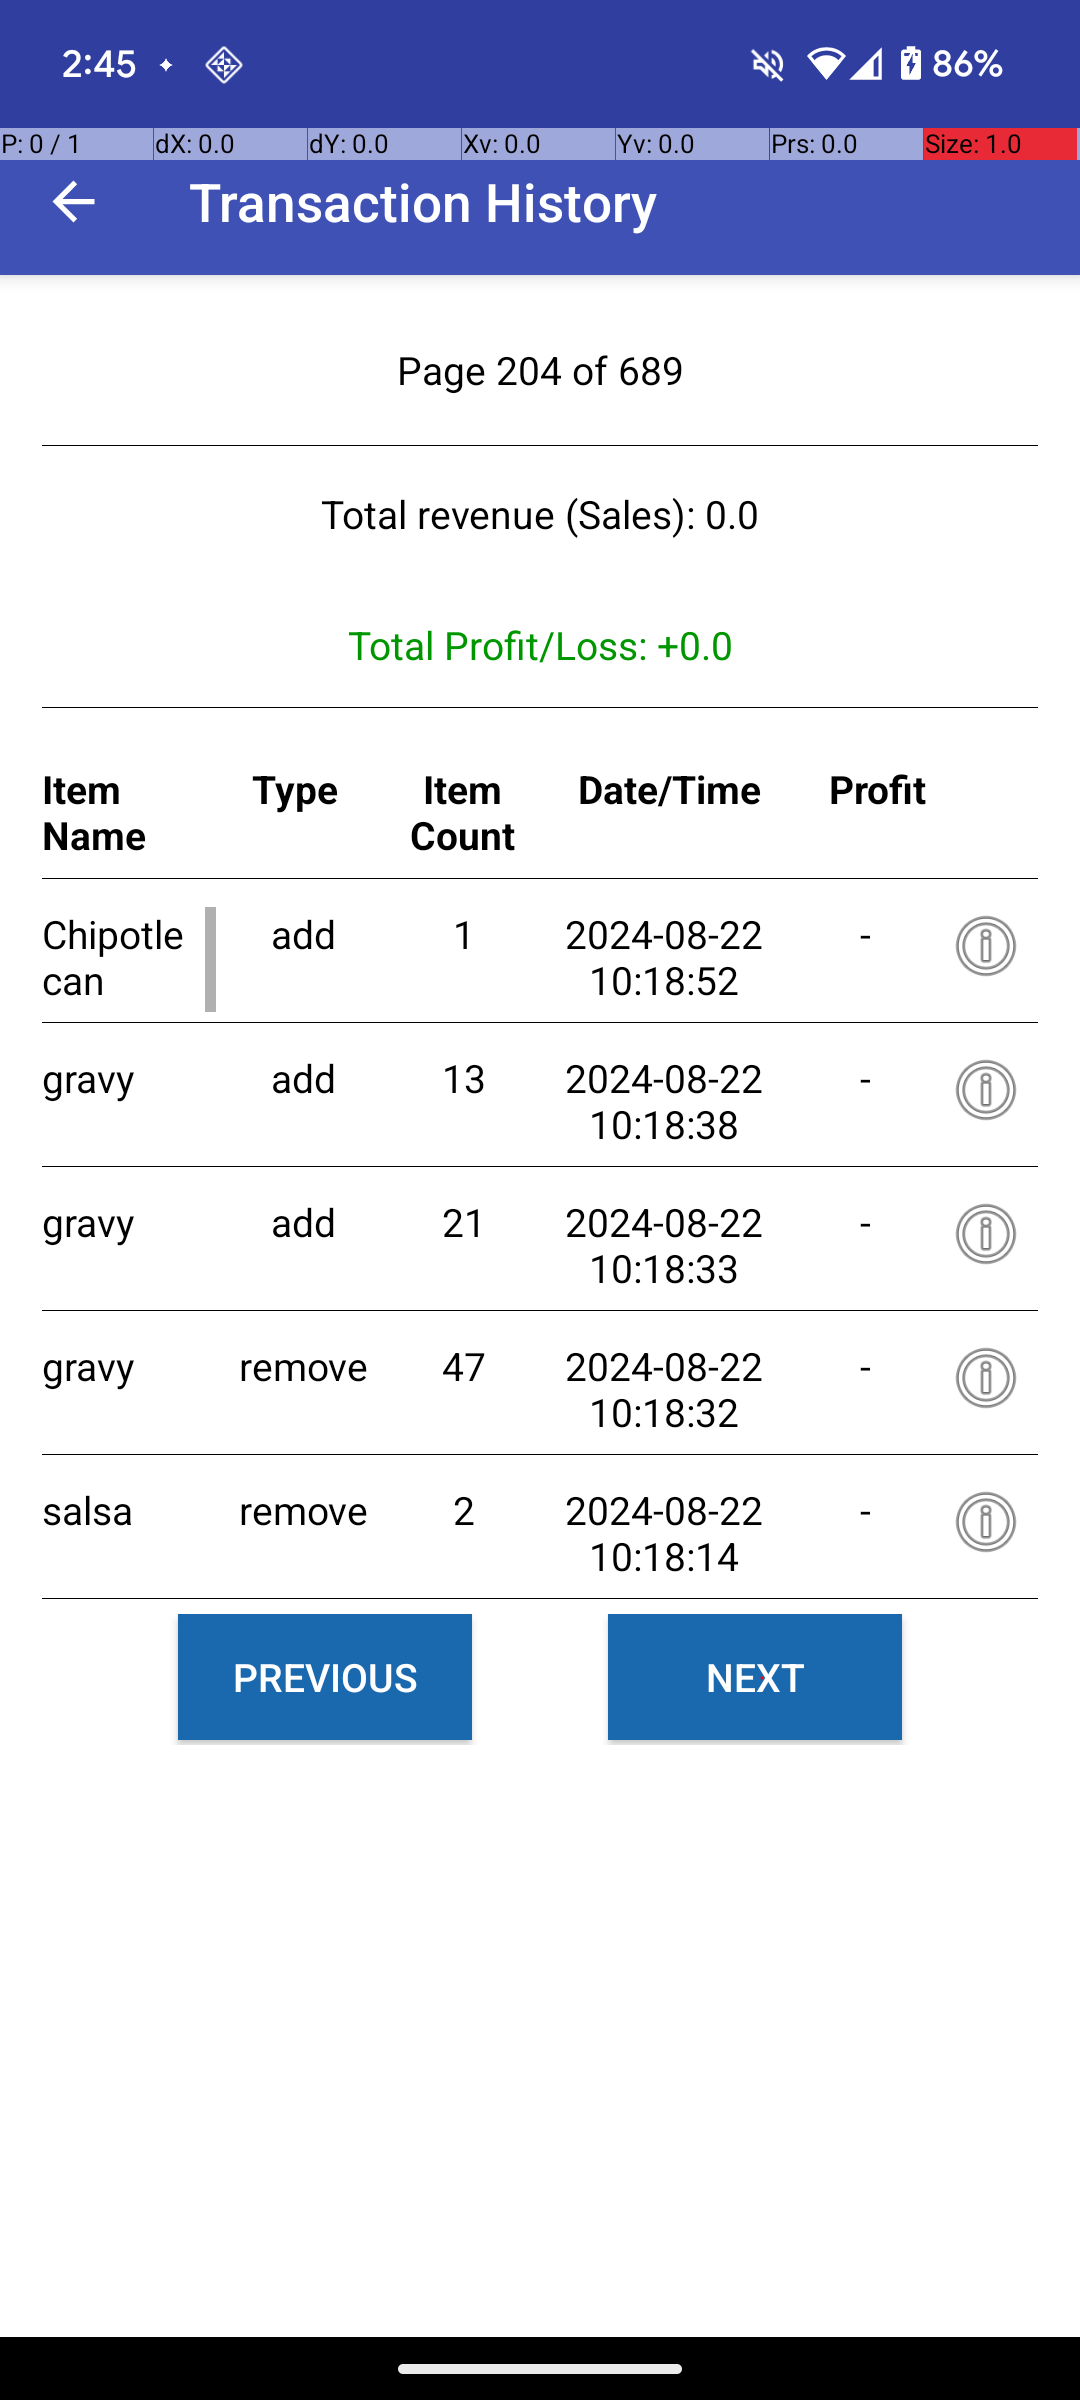 2:45
86%
P: 0 / 1 dX: 0.0 dY: 0.0 Xv: 0.0 Yv: 0.0 Prs: 0.0 Size: 1.0
Transaction History
Page 204 of 689
Total revenue (Sales): 0.0
Total Profit/Loss: +0.0
Item Name Type Item Count Date/Time Profit
Chipotle can add 1 2024-08-22 10:18:52 -
gravy add 13 2024-08-22 10:18:38 -
gravy add 21 2024-08-22 10:18:33 -
gravy remove 47 2024-08-22 10:18:32 -
salsa remove 2 2024-08-22 10:18:14 -
PREVIOUS NEXT